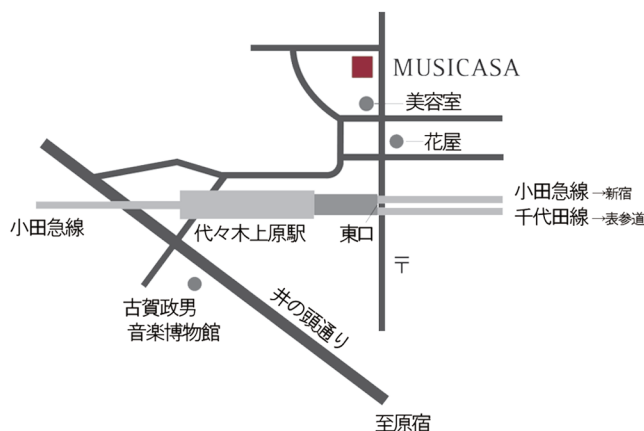 MUSICASA
美容室
花屋
小田急線→新宿
千代田線→表参道
小田急線
代々木上原駅
東口
〒
古賀政男
音楽博物館
井の頭通り
至原宿